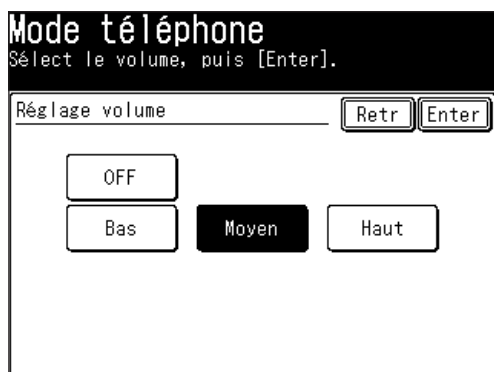 Mode téléphone
Sélect le volume, puis [Enter].
Réglage volume Retr Enter
OFF
Bas Moyen Haut